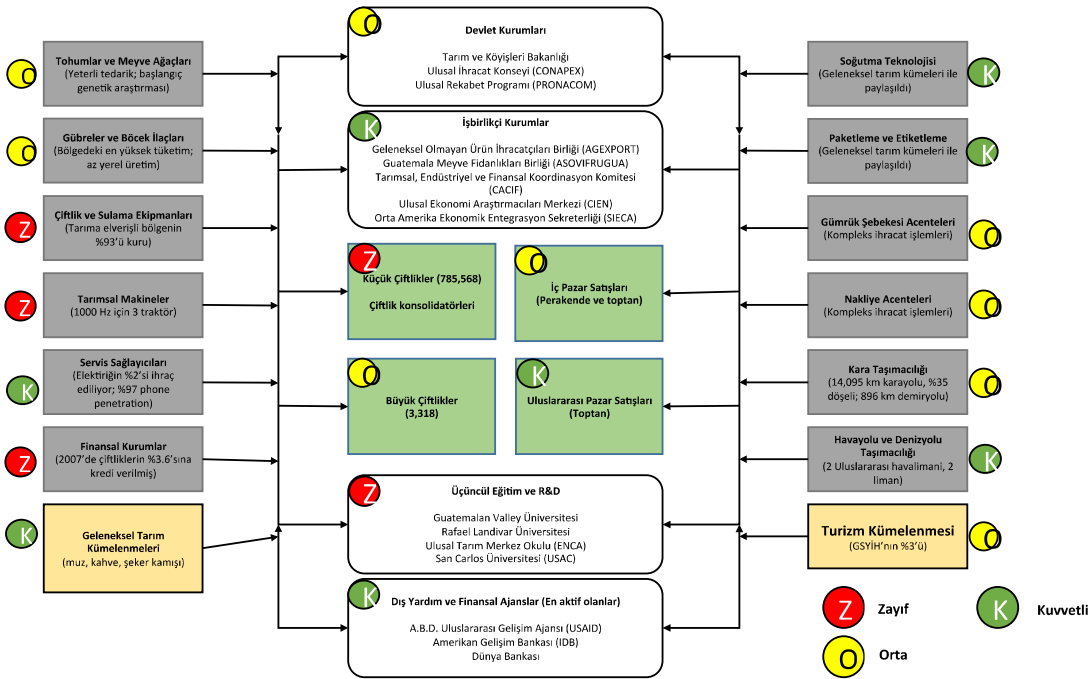 O
Devlet Kurumları
Tarım ve Köyişleri Bakanlığı
Ulusal İhracat Konseyi (CONAPEX)
Ulusal Rekabet Programı (PRONACOM)
K
İşbirlikçi Kurumlar
Geleneksel Olmayan Ürün İhracatçıları Birliği (AGEXPORT)
Guatemala Meyve Fidanlıkları Birliği (ASOVIFRUGUA)
Tarımsal, Endüstriyel ve Finansal Koordinasyon Komitesi
(CACIF)
Ulusal Ekonomi Araştırmacıları Merkezi (CIEN)
Orta Amerika Ekonomik Entegrasyon Sekreterliği (SIECA)
O
Tohumlar ve Meyve Ağaçları
(Yeterli tedarik; başlangıç
genetik araştırması)
O
Gübreler ve Böcek İlaçları
(Bölgedeki en yüksek tüketim;
az yerel üretim)
Z
Çiftlik ve Sulama Ekipmanları
(Tarıma elverişli bölgenin
%93'ü kuru)
Z
Tarımsal Makineler
(1000 Hz için 3 traktör)
K
Servis Sağlayıcıları
(Elektiriğin %2'si ihraç
ediliyor; %97 phone
penetration)
Z
Finansal Kurumlar
(2007'de çiftliklerin %3.6'sına
kredi verilmiş)
K
Geleneksel Tarım
Kümelenmeleri
(muz, kahve, şeker kamışı)
Z
Küçük Çiftlikler (785,568)
Çiftlik konsolidatörleri
O
İç Pazar Satışları
(Perakende ve toptan)
O
Büyük Çiftlikler
(3,318)
K
Uluslararası Pazar Satışları
(Toptan)
Z
Üçüncül Eğitim ve R&D
Guatemalan Valley Üniversitesi
Rafael Landivar Üniversitesi
Ulusal Tarım Merkez Okulu (ENCA)
San Carlos Üniversitesi (USAC)
K
Dış Yardım ve Finansal Ajanslar (En aktif olanlar)
A.B.D. Uluslararası Gelişim Ajansı (USAID)
Amerikan Gelişim Bankası (IDB)
Dünya Bankası
Soğutma Teknolojisi
(Geleneksel tarım kümeleri ile
paylaşıldı)
K
Paketleme ve Etiketleme
(Geleneksel tarım kümeleri ile
paylaşıldı)
K
Gümrük Şebekesi Acenteleri
(Kompleks ihracat işlemleri)
O
Nakliye Acenteleri
(Kompleks ihracat işlemleri)
O
Kara Taşımacılığı
(14,095 km karayolu, %35
döşeli; 896 km demiryolu)
O
Havayolu ve Denizyolu
Taşımacılığı
(2 Uluslararası havalimani, 2
liman)
K
Turizm Kümelenmesi
(GSYİH'nın %3'ü)
O
Z Zayıf
K Kuvvetli
O Orta